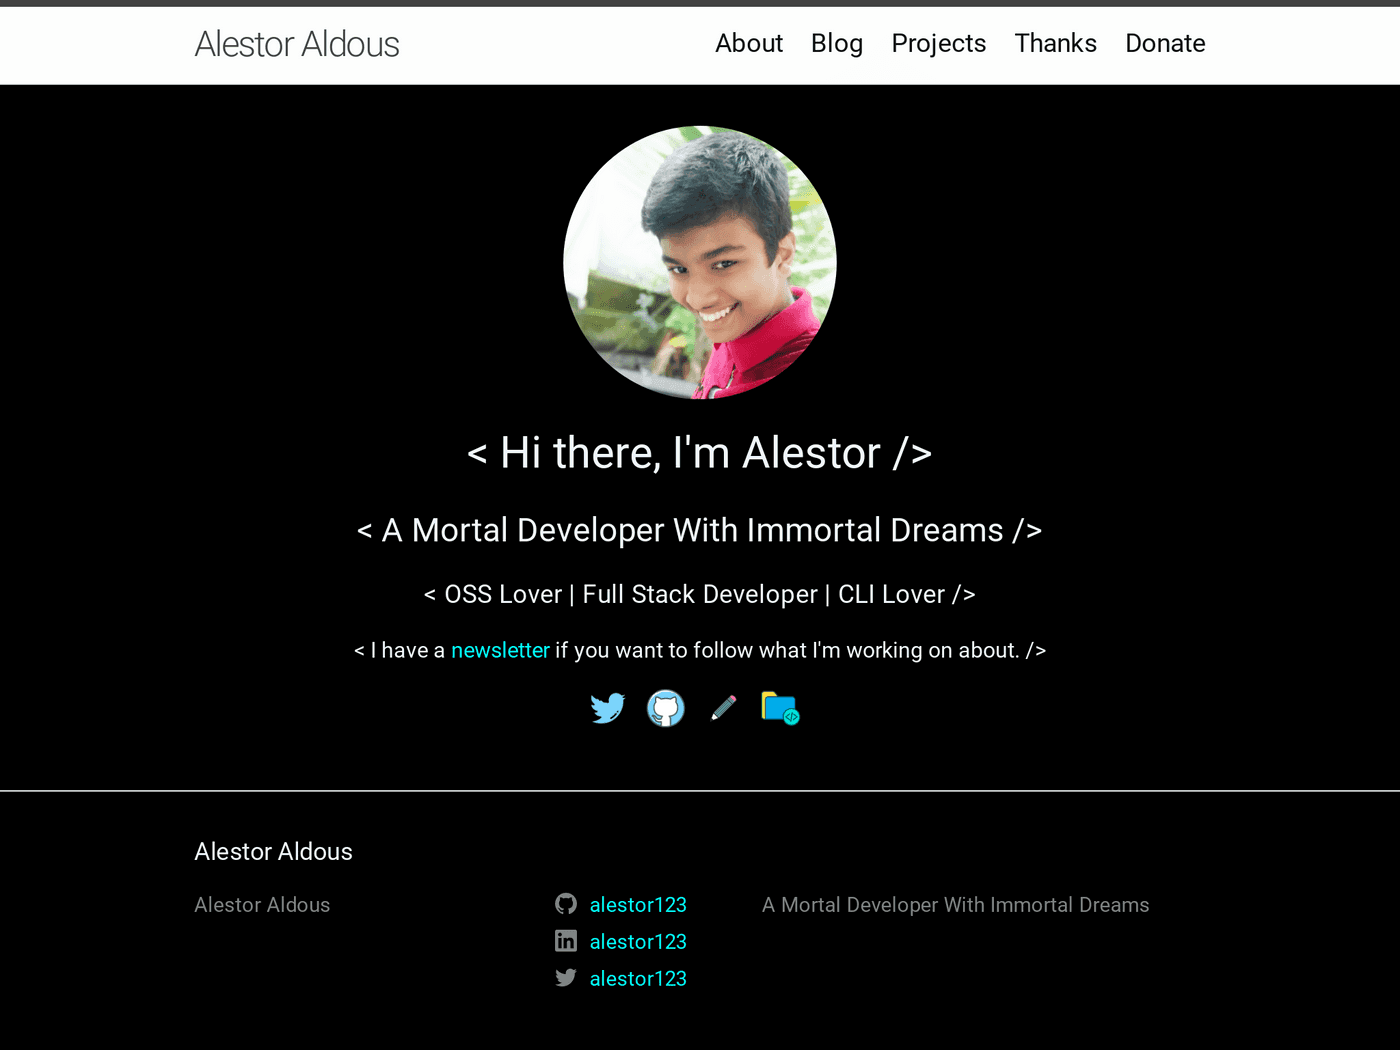 Alestor Aldous
About Blog Projects Thanks Donate
< Hi there, I'm Alestor />
< A Mortal Developer With Immortal Dreams />
< OSS Lover | Full Stack Developer | CLI Lover />
< I have a newsletter if you want to follow what I'm working on about. />
Alestor Aldous
Alestor Aldous
alestor123
alestor123
alestor123
A Mortal Developer With Immortal Dreams